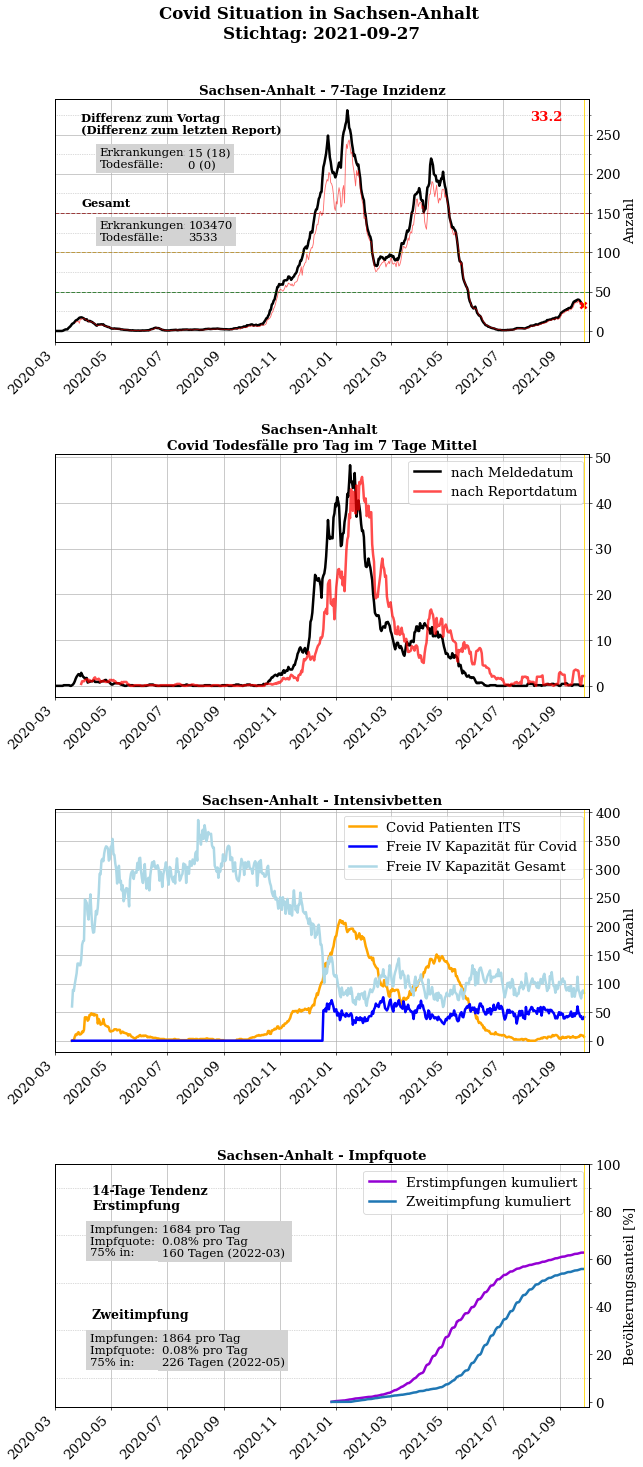 Covid Situation in Sachsen-Anhalt
Stichtag: 2021-09-27
Sachsen-Anhalt - 7-Tage Inzidenz
Differenz zum Vortag
(Differenz zum letzten Report)
33.2
Erkrankungen 15 (18)
Todesfälle: 0 (0)
Gesamt
Erkrankungen 103470
Todesfälle: 3533
250
200
150
100
50
0
Anzahl
2020-03
2020-05
2020-07
2020-09
2020-11
2021-01
2021-03
2021-05
2021-07
2021-09
Sachsen-Anhalt
Covid Todesfälle pro Tag im 7 Tage Mittel
nach Meldedatum
nach Reportdatum
50
40
30
20
10
0
2020-03
2020-05
2020-07
2020-09
2020-11
2021-01
2021-03
2021-05
2021-07
2021-09
Sachsen-Anhalt - Intensivbetten
Covid Patienten ITS
Freie IV Kapazität für Covid
Freie IV Kapazität Gesamt
400
350
300
250
200
150
100
50
0
Anzahl
2020-03
2020-05
2020-07
2020-09
2020-11
2021-01
2021-03
2021-05
2021-07
2021-09
Sachsen-Anhalt - Impfquote
14-Tage Tendenz
Erstimpfung
Impfungen: 1684 pro Tag
Impfquote: 0.08% pro Tag
75% in: 160 Tagen (2022-03)
Zweitimpfung
Impfungen: 1864 pro Tag
Impfquote: 0.08% pro Tag
75% in: 226 Tagen (2022-05)
Erstimpfungen kumuliert
Zweitimpfung kumuliert
100
80
60
40
20
0
Bevölkerungsanteil [%]
2020-03
2020-05
2020-07
2020-09
2020-11
2021-01
2021-03
2021-05
2021-07
2021-09